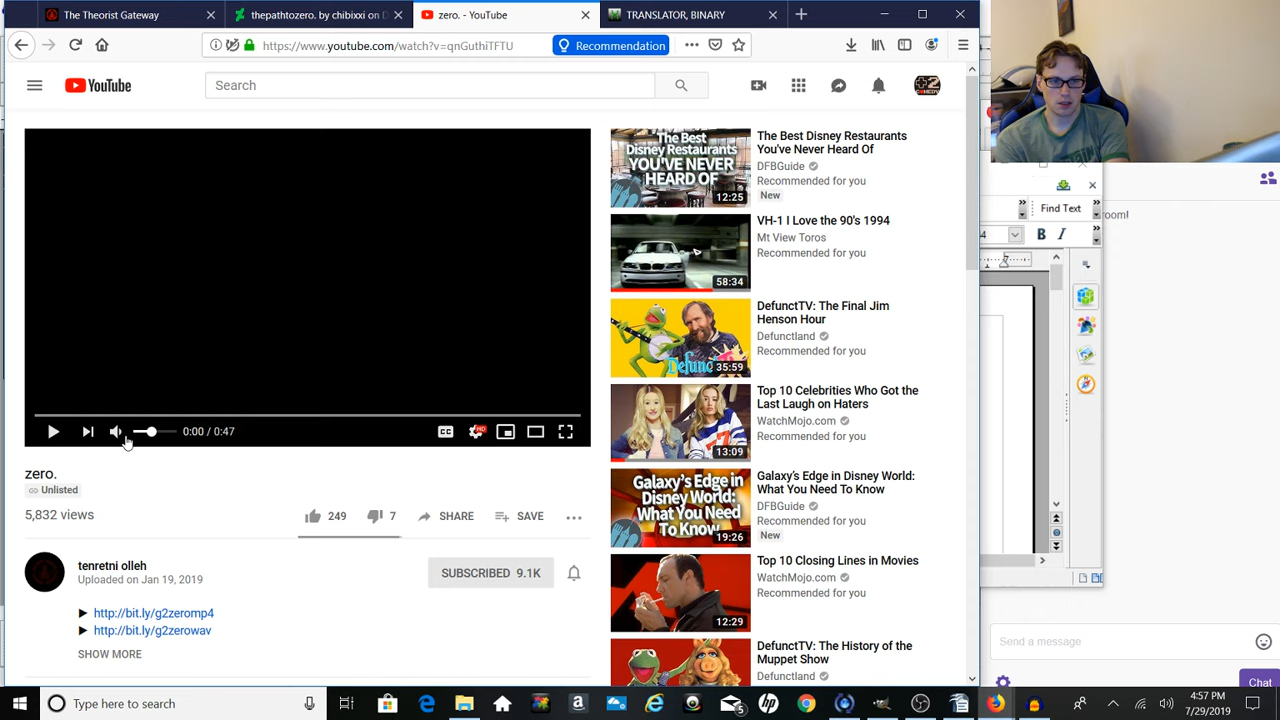 The Theorist Gateway
thepathtozero. by chibixxi on D
zero. - YouTube
TRANSLATOR, BINARY
https://www.youtube.com/watch?v=qnGuthiTFTU
Recommendation
YouTube
Search
+2
COMEDY
The Best
Disney Restaurants
YOU'VE NEVER
HEARD OF
12:25
The Best Disney Restaurants
You've Never Heard Of
DFBGuide
Recommended for you
New
VH-1 I Love the 90's 1994
Mt View Toros
Recommended for you
58:34
DefunctTV: The Final Jim
Henson Hour
Defunctland
Recommended for you
Defunct
35:59
Top 10 Celebrities Who Got the
Last Laugh on Haters
WatchMojo.com
Recommended for you
13:09
Galaxy's Edge in
Disney World:
What You Need
To Know
19:26
Galaxy's Edge in Disney World:
What You Need To Know
DFBGuide
Recommended for you
New
Top 10 Closing Lines in Movies
WatchMojo.com
Recommended for you
12:29
DefunctTV: The History of the
Muppet Show
Defunctland
0:00 / 0:47
CC
HD
zero.
Unlisted
5,832 views
249
7
SHARE
SAVE
tenretni olleh
Uploaded on Jan 19, 2019
SUBSCRIBED 9.1K
► http://bit.ly/g2zeromp4
► http://bit.ly/g2zerowav
SHOW MORE
Find Text
room!
4
B
I
7
Send a message
Chat
Type here to search
5
4:57 PM
7/29/2019